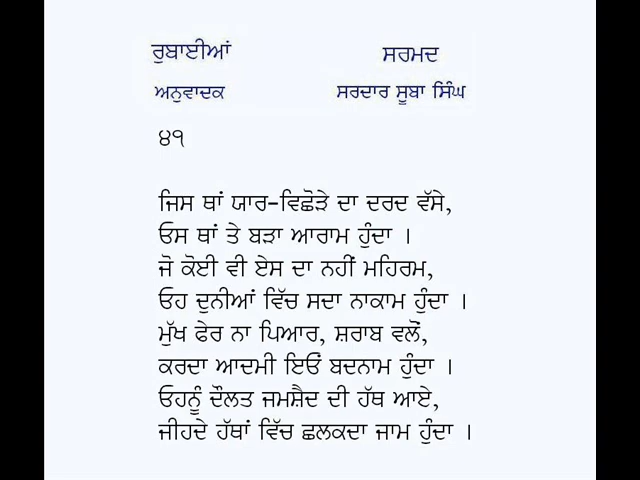 ਰੁਬਾਈਆਂ ਸਰਮਦ
ਅਨੁਵਾਦਕ ਸਰਦਾਰ ਸੂਬਾ ਸਿੰਘ
੪੧
ਜਿਸ ਥਾਂ ਯਾਰ-ਵਿਛੋੜੇ ਦਾ ਦਰਦ ਵੱਸੇ,
ਓਸ ਥਾਂ ਤੇ ਬੜਾ ਆਰਾਮ ਹੁੰਦਾ ।
ਜੋ ਕੋਈ ਵੀ ਏਸ ਦਾ ਨਹੀਂ ਮਹਿਰਮ,
ਓਹ ਦੁਨੀਆਂ ਵਿੱਚ ਸਦਾ ਨਾਕਾਮ ਹੁੰਦਾ ।
ਮੁੱਖ ਫੇਰ ਨਾ ਪਿਆਰ, ਸ਼ਰਾਬ ਵਲੋਂ,
ਕਰਦਾ ਆਦਮੀ ਇਓਂ ਬਦਨਾਮ ਹੁੰਦਾ ।
ਓਹਨੂੰ ਦੌਲਤ ਜਮਸ਼ੈਦ ਦੀ ਹੱਥ ਆਏ,
ਜੀਹਦੇ ਹੱਥਾਂ ਵਿੱਚ ਛਲਕਦਾ ਜਾਮ ਹੁੰਦਾ ।